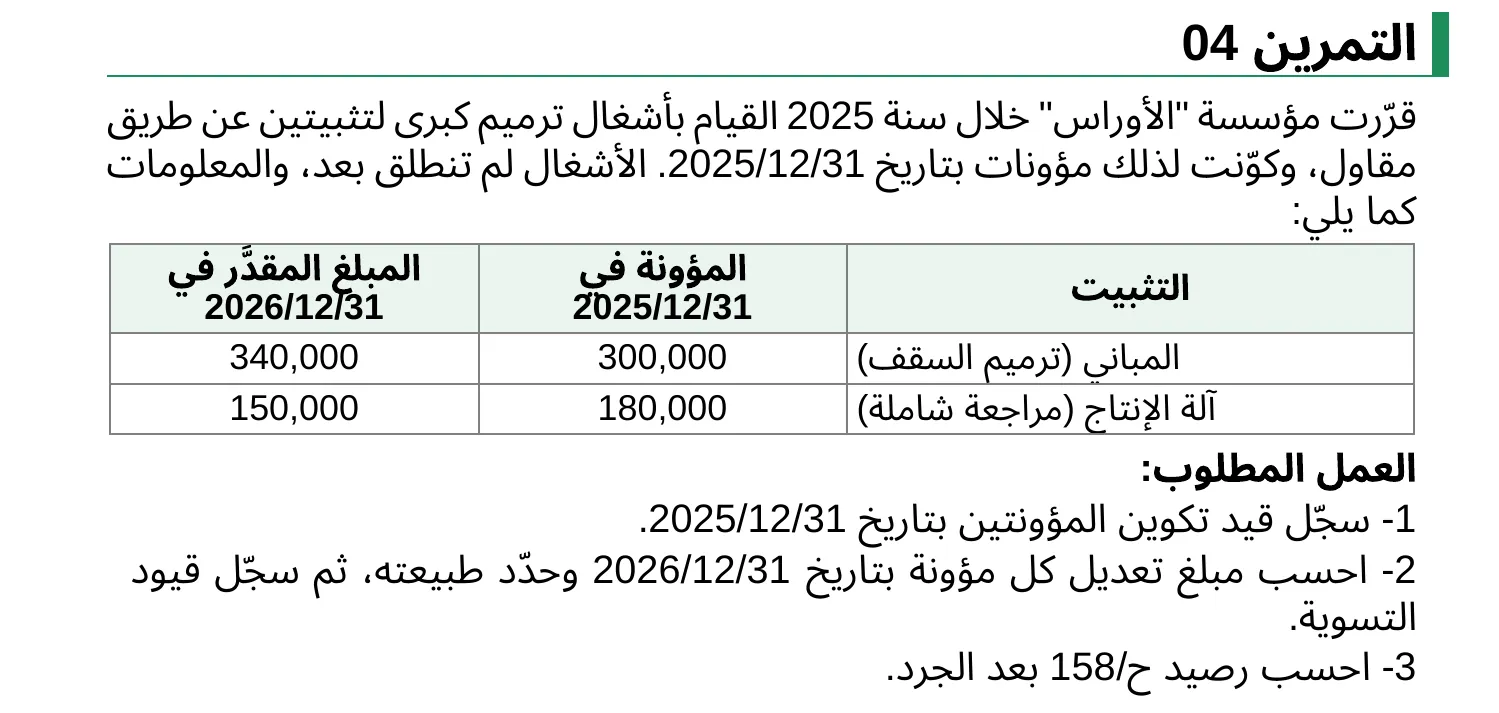 التمرين 04
قرّرت مؤسسة "الأوراس" خلال سنة 2025 القيام بأشغال ترميم كبرى لتثبيتين عن طريق
مقاول، وكوّنت لذلك مؤونات بتاريخ 2025/12/31. الأشغال لم تنطلق بعد، والمعلومات
كما يلي:
التثبيت | المؤونة في 2025/12/31 | المبلغ المقدَّر في 2026/12/31
المباني (ترميم السقف) | 300,000 | 340,000
آلة الإنتاج (مراجعة شاملة) | 180,000 | 150,000
العمل المطلوب:
1- سجّل قيد تكوين المؤونتين بتاريخ 2025/12/31.
2- احسب مبلغ تعديل كل مؤونة بتاريخ 2026/12/31 وحدّد طبيعته، ثم سجّل قيود
التسوية.
3- احسب رصيد ح/158 بعد الجرد.